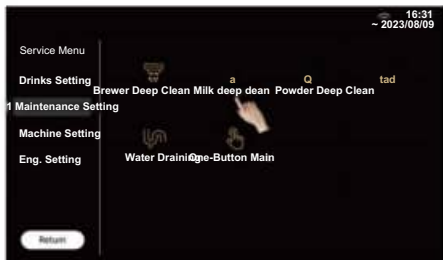 16:31
~ 2023/08/09
Service Menu
Drinks Setting
a Q tad
Brewer Deep Clean Milk deep dean Powder Deep Clean
1 Maintenance Setting
Machine Setting
Eng. Setting
Water Draining One-Button Main
Return